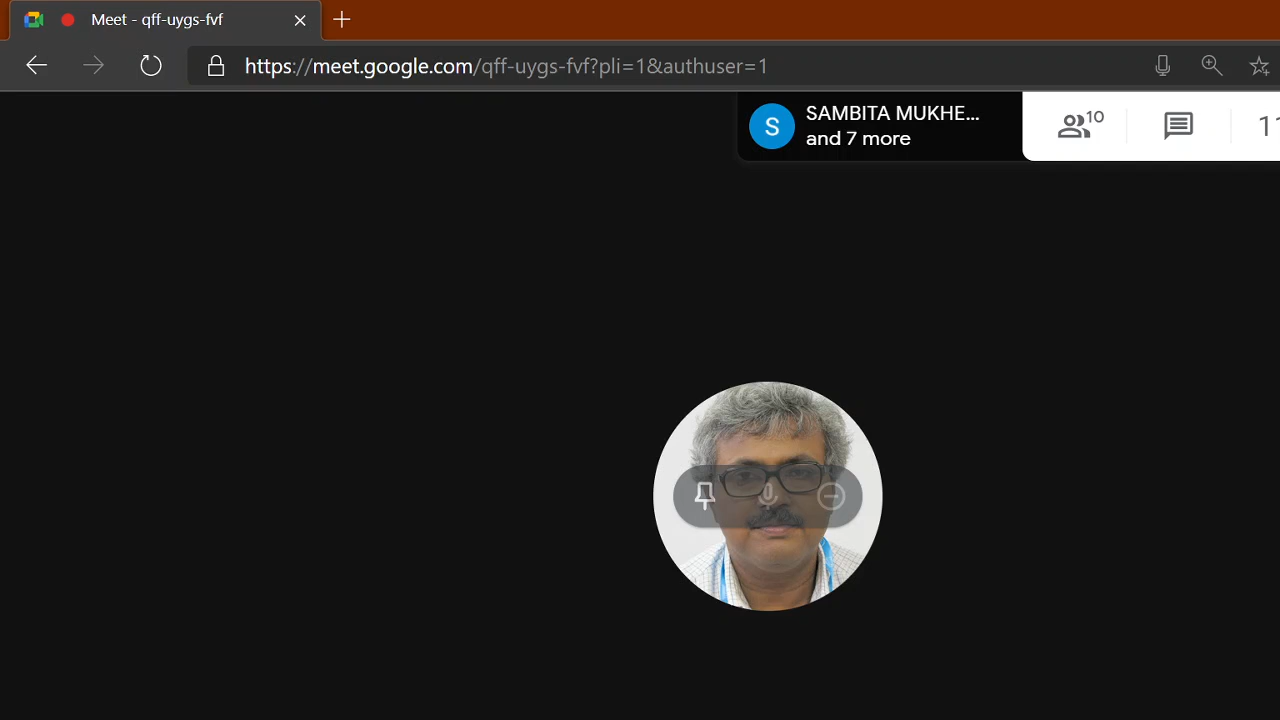 Meet - qff-uygs-fvf
https://meet.google.com/qff-uygs-fvf?pli=1&authuser=1
SAMBITA MUKHE...
and 7 more
S
10